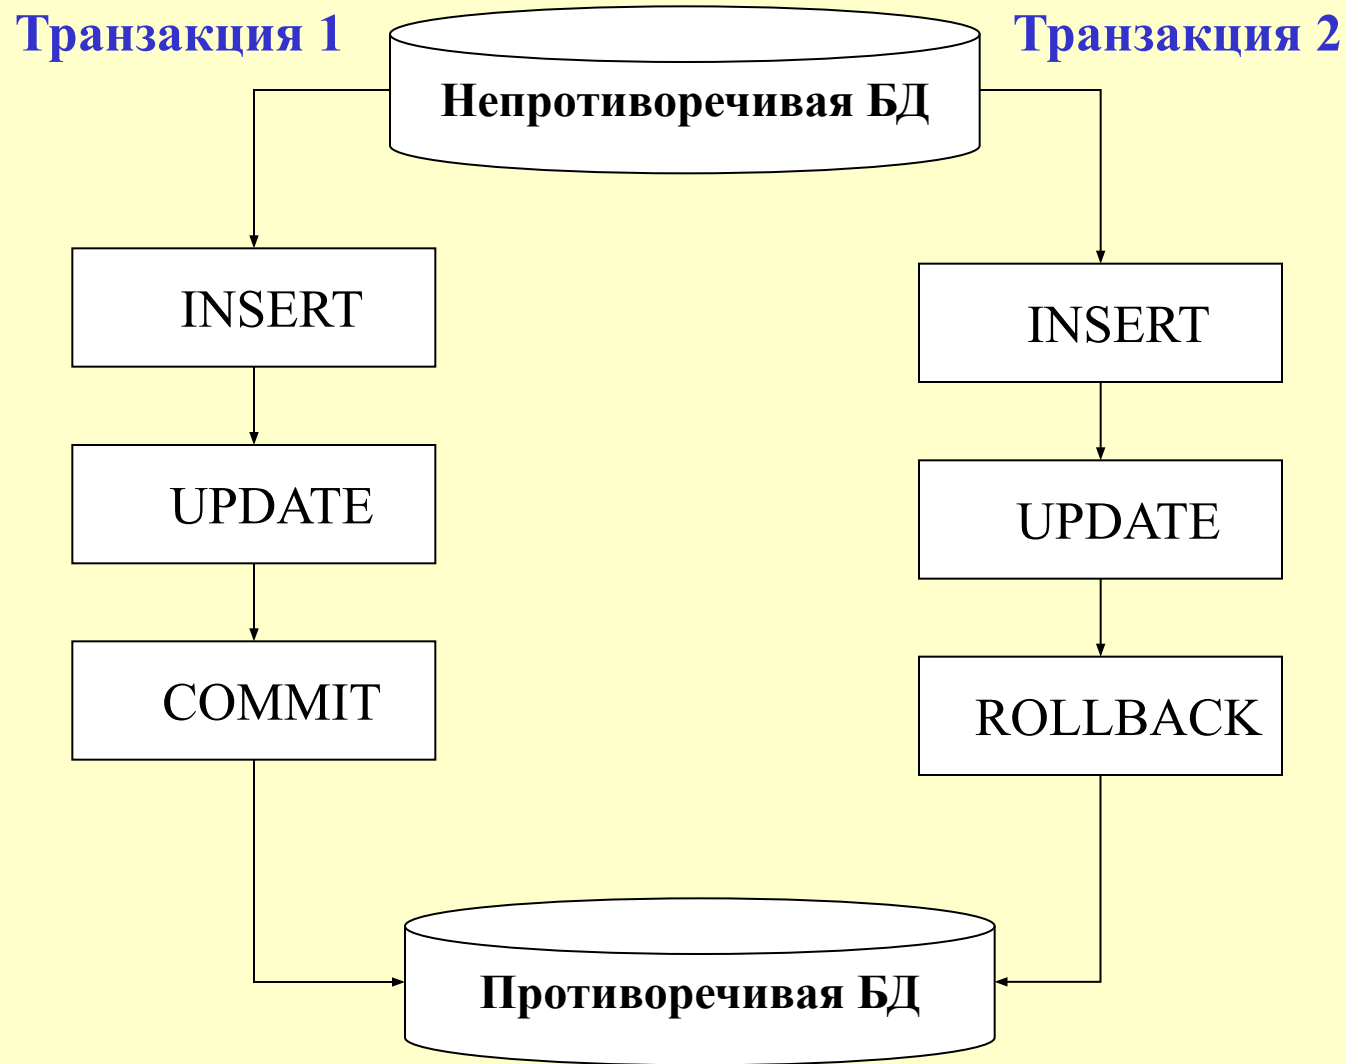 Транзакция 1
Транзакция 2
Непротиворечивая БД
INSERT
INSERT
UPDATE
UPDATE
COMMIT
ROLLBACK
Противоречивая БД